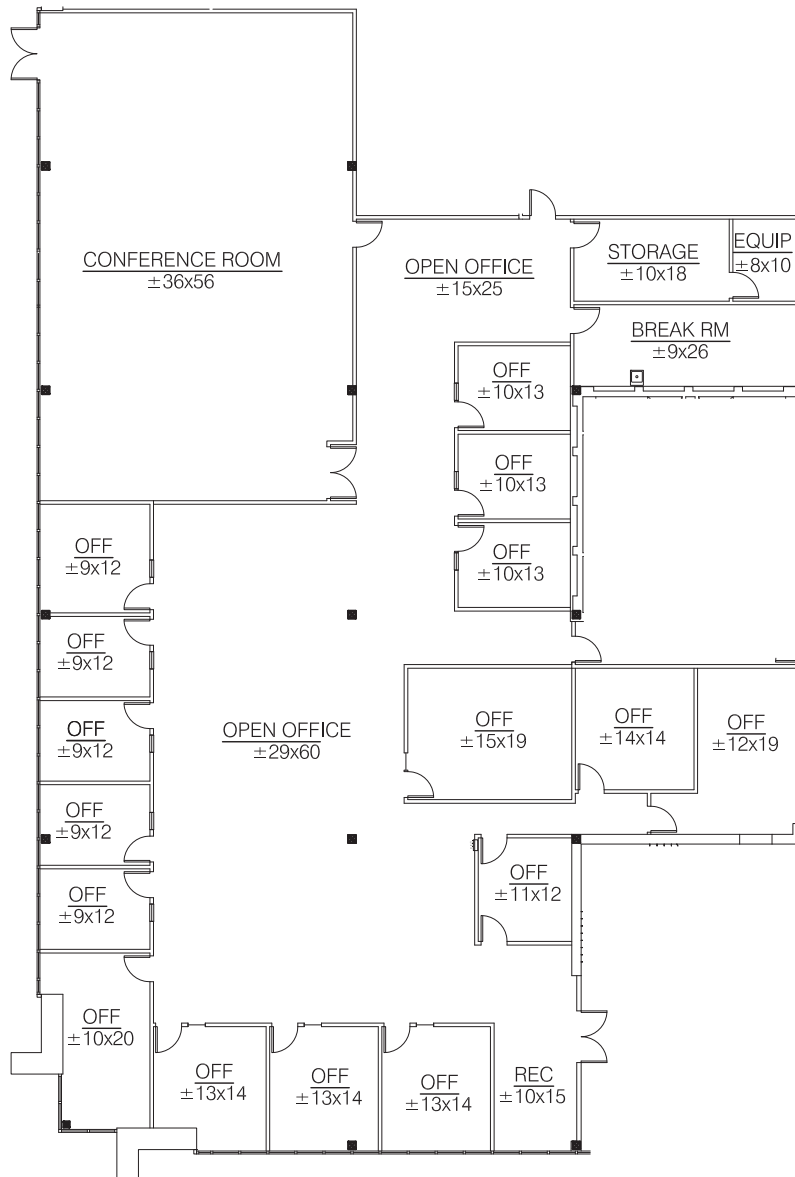 CONFERENCE ROOM
±36x56
OPEN OFFICE
±15x25
STORAGE
±10x18
EQUIP
±8x10
BREAK RM
±9x26
OFF
±10x13
OFF
±10x13
OFF
±10x13
OFF
±9x12
OFF
±9x12
OFF
±9x12
OFF
±9x12
OFF
±9x12
OPEN OFFICE
±29x60
OFF
±15x19
OFF
±14x14
OFF
±12x19
OFF
±11x12
OFF
±10x20
OFF
±13x14
OFF
±13x14
OFF
±13x14
REC
±10x15